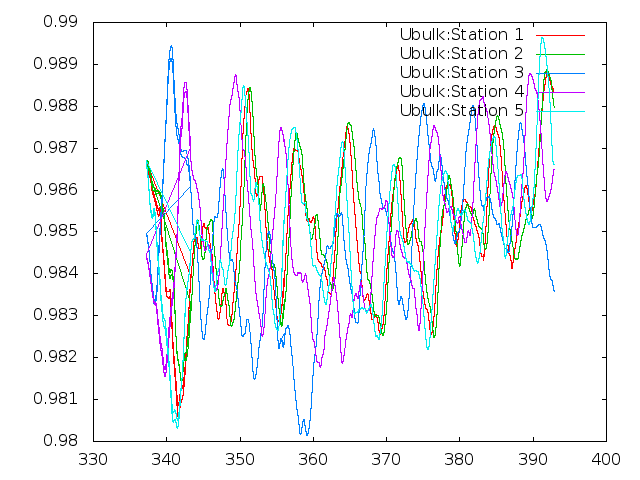 0.99
0.989
0.988
0.987
0.986
0.985
0.984
0.983
0.982
0.981
0.98
330 340 350 360 370 380 390 400
Ubulk:Station 1
Ubulk:Station 2
Ubulk:Station 3
Ubulk:Station 4
Ubulk:Station 5